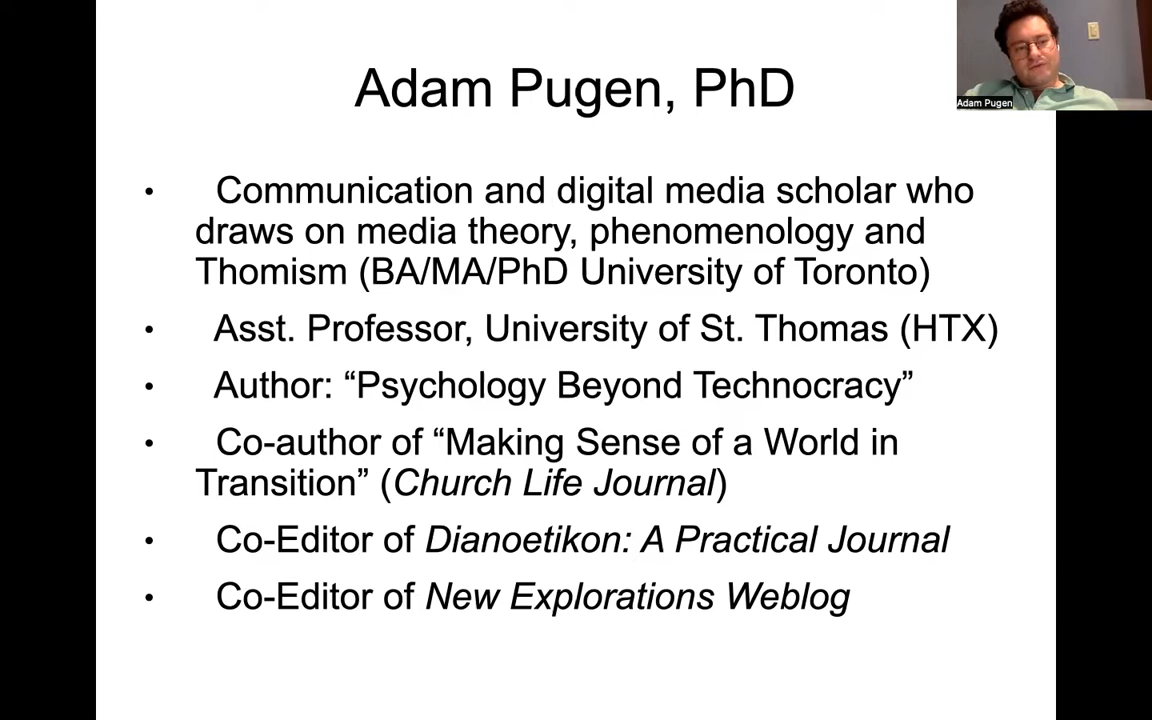 Adam Pugen, PhD
Adam Pugen
• Communication and digital media scholar who
draws on media theory, phenomenology and
Thomism (BA/MA/PhD University of Toronto)
• Asst. Professor, University of St. Thomas (HTX)
• Author: “Psychology Beyond Technocracy”
• Co-author of “Making Sense of a World in
Transition” (Church Life Journal)
• Co-Editor of Dianoetikon: A Practical Journal
• Co-Editor of New Explorations Weblog